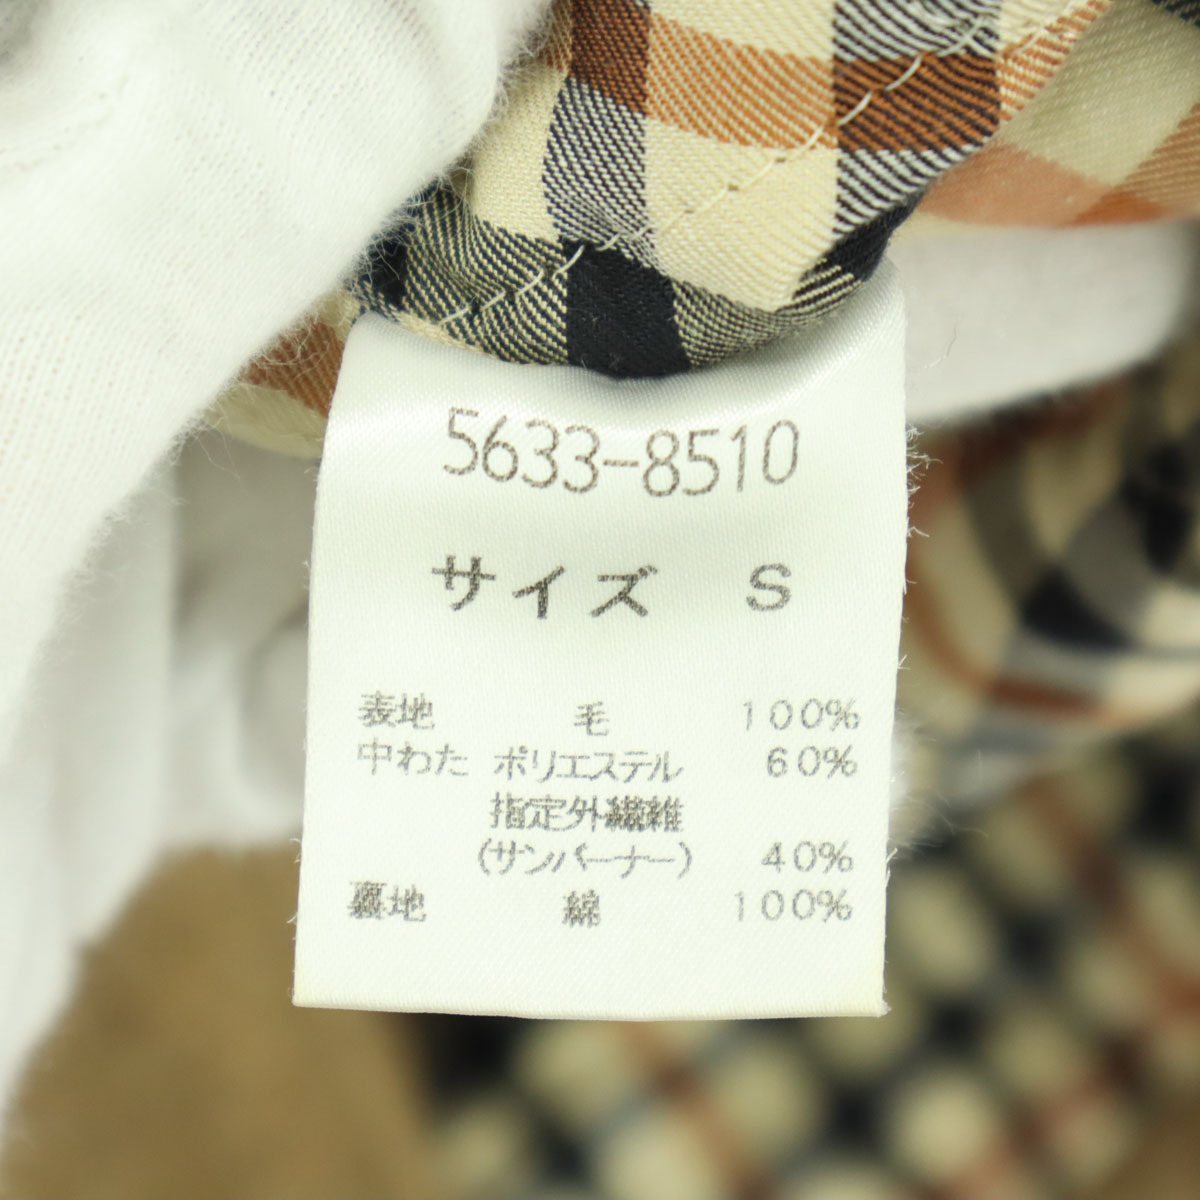 5633-8510
サイズ S
表地 毛 100%
中わた ポリエステル 60%
指定外繊維
(サンバーナー) 40%
裏地 綿 100%